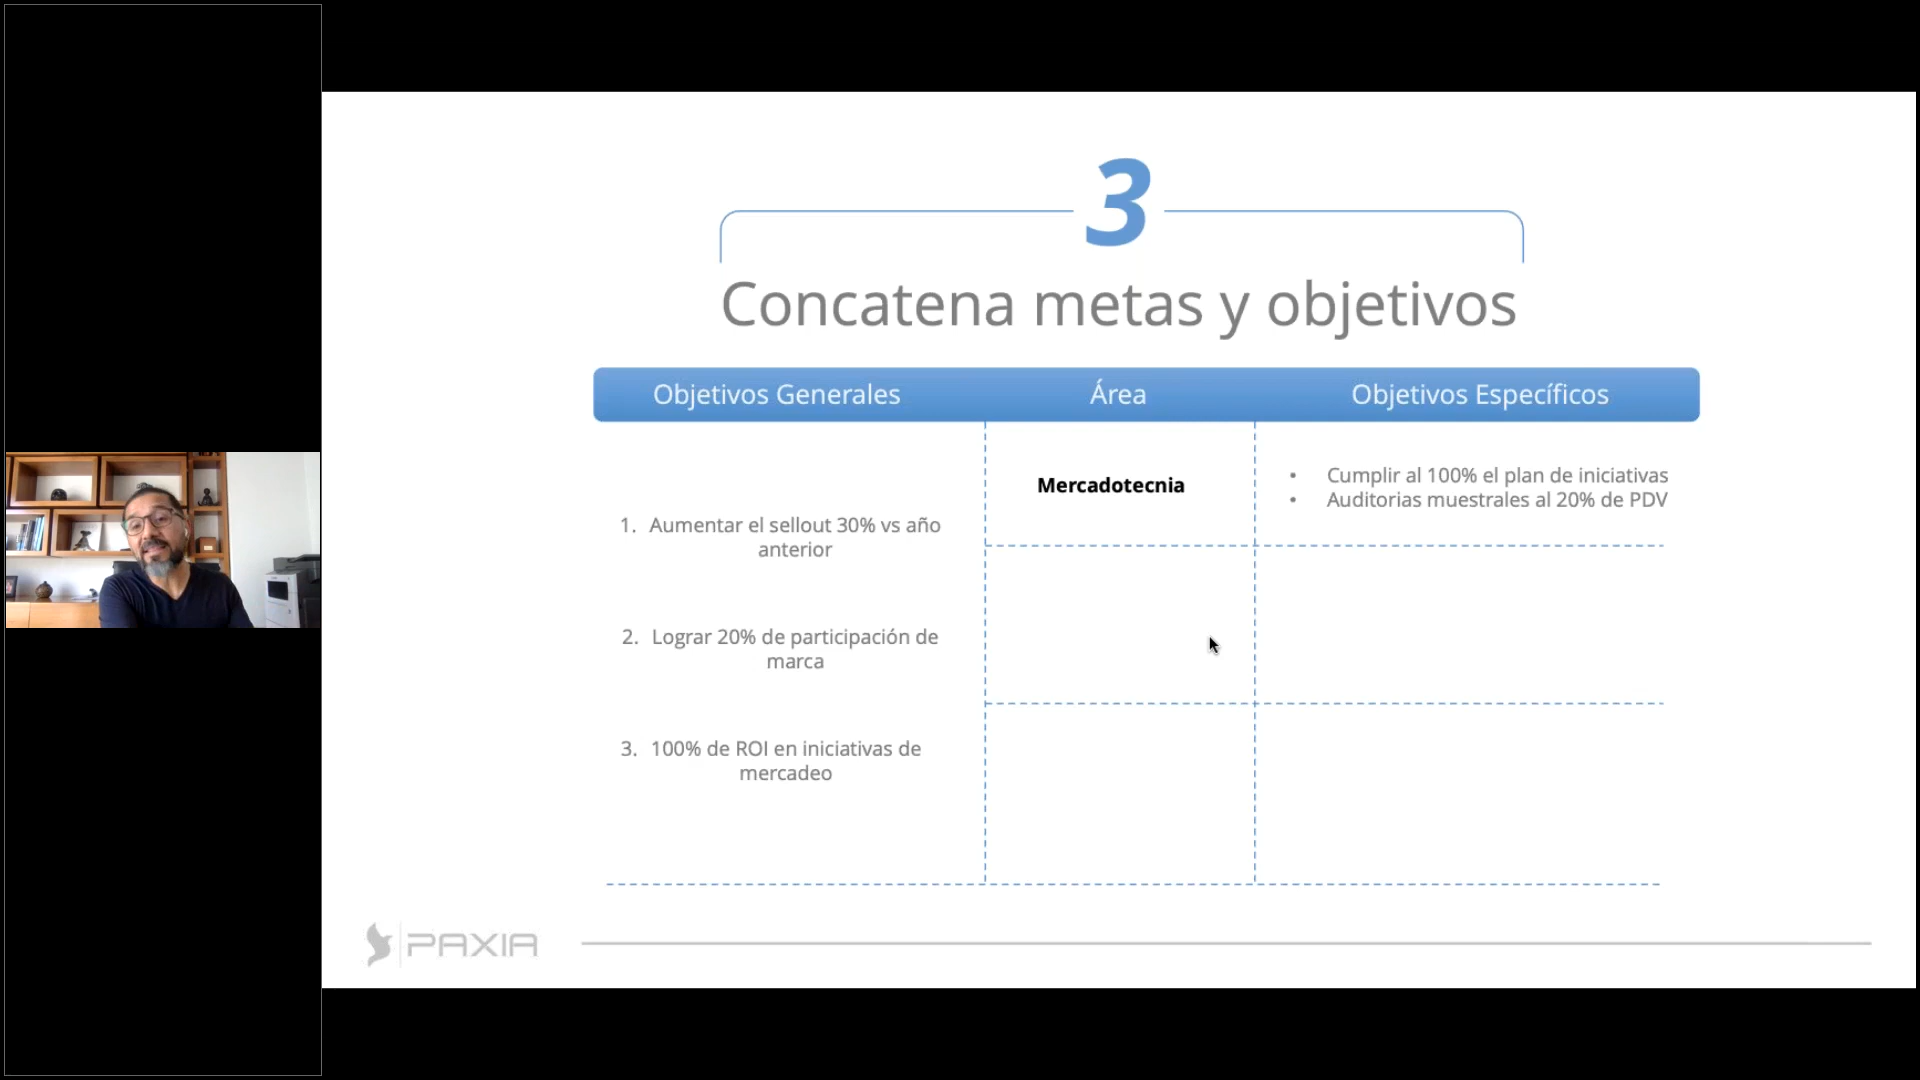 3
Concatena metas y objetivos
Objetivos Generales
Área
Objetivos Específicos
1. Aumentar el sellout 30% vs año
anterior
2. Lograr 20% de participación de
marca
3. 100% de ROI en iniciativas de
mercadeo
Mercadotecnia
• Cumplir al 100% el plan de iniciativas
• Auditorias muestrales al 20% de PDV
PAXIA